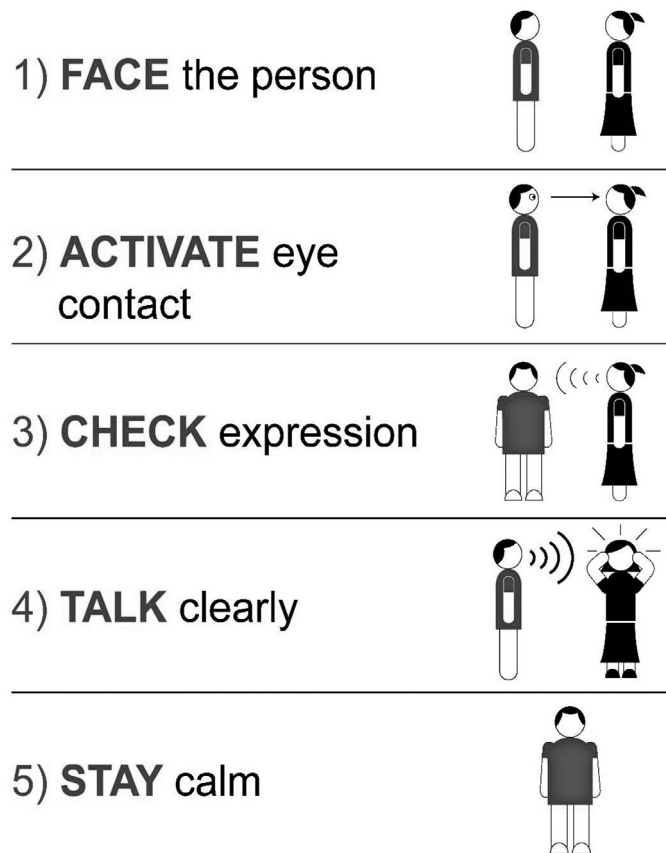 1) FACE the person
2) ACTIVATE eye
contact
3) CHECK expression
4) TALK clearly
5) STAY calm